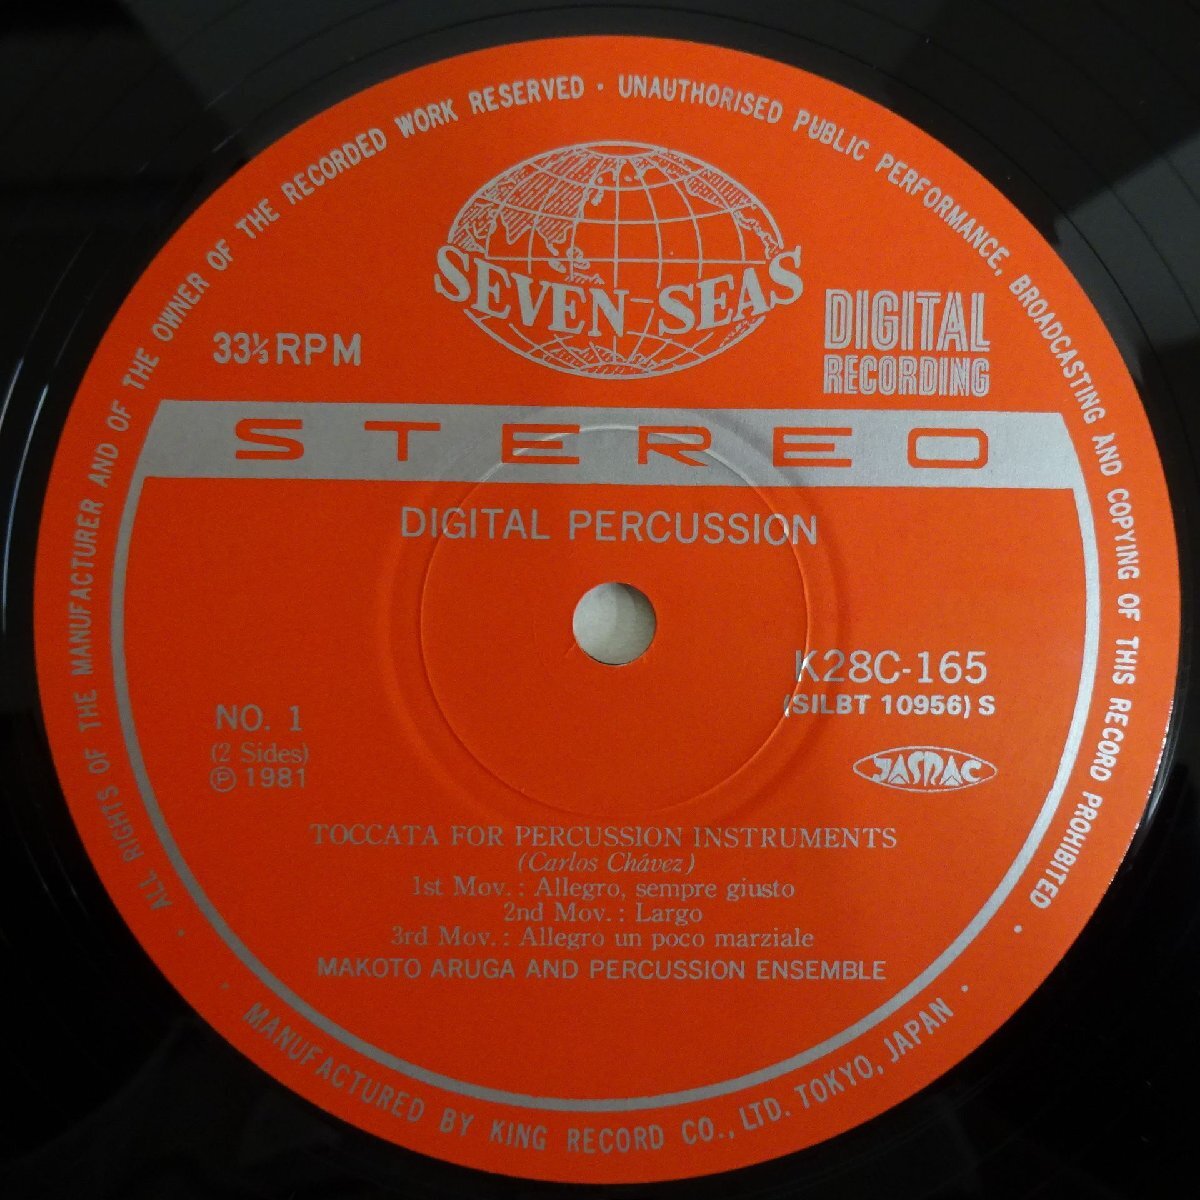 ALL RIGHTS OF THE MANUFACTURER AND OF THE OWNER OF THE RECORDED WORK RESERVED · UNAUTHORISED PUBLIC PERFORMANCE, BROADCASTING AND COPYING OF THIS RECORD PROHIBITED
SEVEN SEAS
33⅓ RPM
DIGITAL
RECORDING
STEREO
DIGITAL PERCUSSION
K28C-165
(SILBT 10956) S
NO. 1
(2 Sides)
Ⓟ 1981
JASRAC
TOCCATA FOR PERCUSSION INSTRUMENTS
(Carlos Chávez)
1st Mov.: Allegro, sempre giusto
2nd Mov.: Largo
3rd Mov.: Allegro un poco marziale
MAKOTO ARUGA AND PERCUSSION ENSEMBLE
· MANUFACTURED BY KING RECORD CO., LTD. TOKYO, JAPAN ·